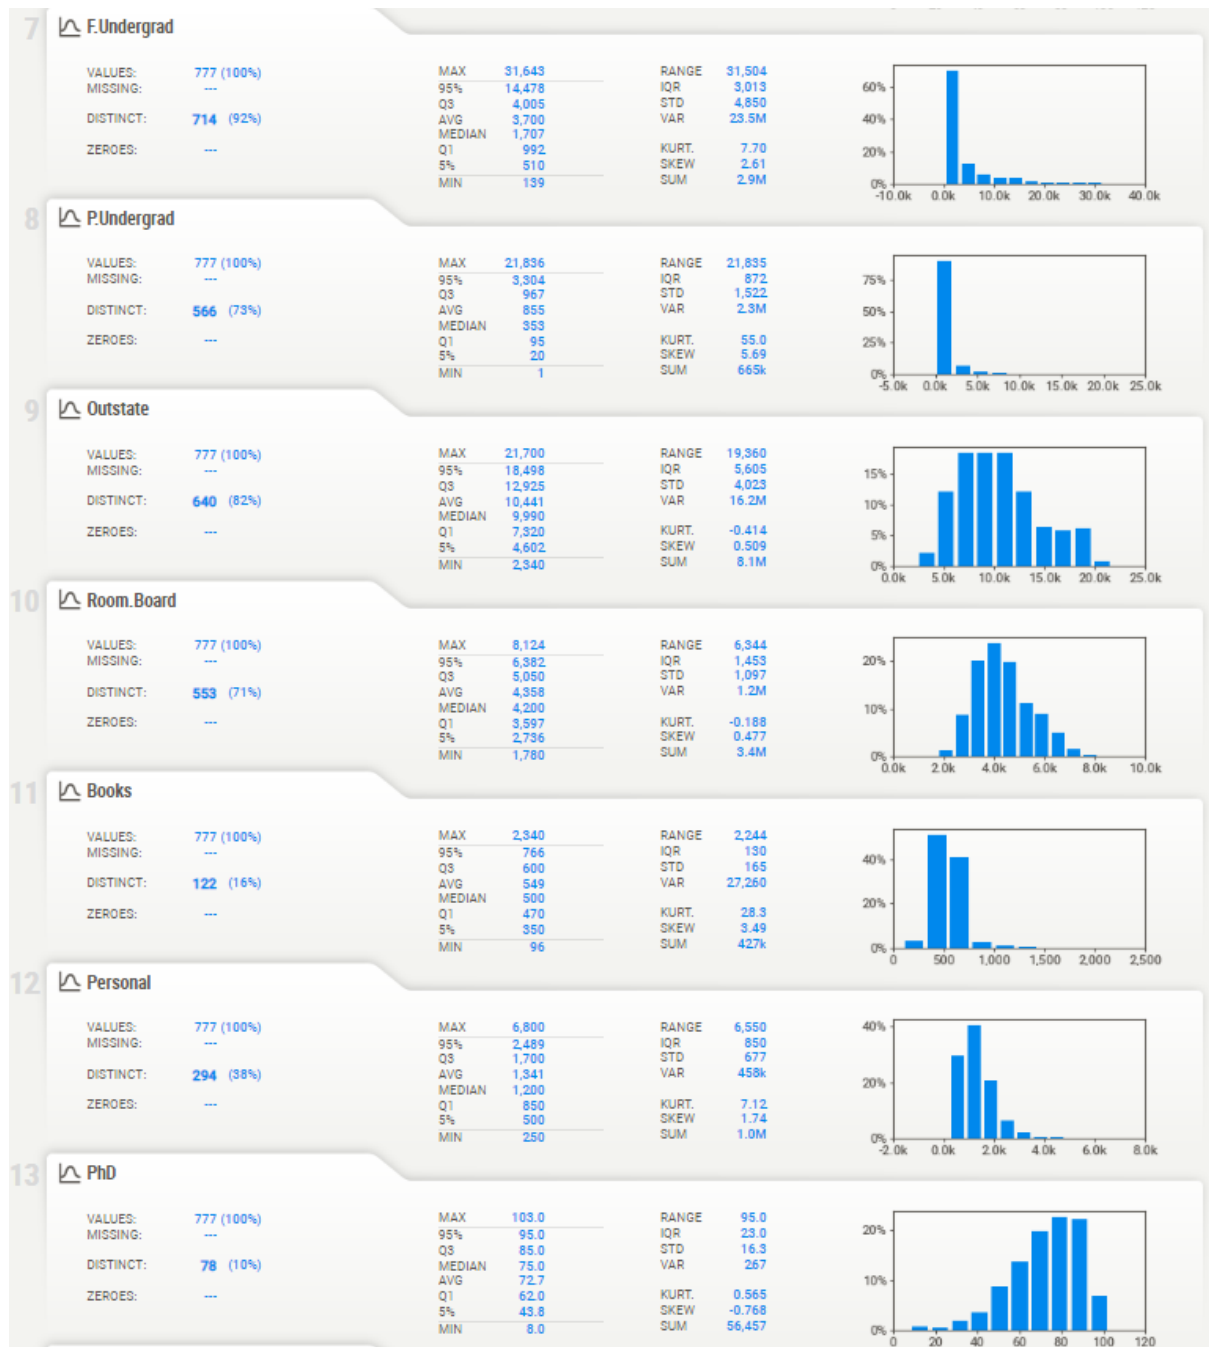 7 F.Undergrad
VALUES: 777 (100%)
MISSING: ---
DISTINCT: 714 (92%)
ZEROES: ---
MAX 31,643
95% 14,478
Q3 4,005
AVG 3,700
MEDIAN 1,707
Q1 992
5% 510
MIN 139
RANGE 31,504
IQR 3,013
STD 4,850
VAR 23.5M
KURT. 7.70
SKEW 2.61
SUM 2.9M
60%
40%
20%
0%
-10.0k 0.0k 10.0k 20.0k 30.0k 40.0k
8 P.Undergrad
VALUES: 777 (100%)
MISSING: ---
DISTINCT: 566 (73%)
ZEROES: ---
MAX 21,836
95% 3,304
Q3 967
AVG 855
MEDIAN 353
Q1 95
5% 20
MIN 1
RANGE 21,835
IQR 872
STD 1,522
VAR 2.3M
KURT. 55.0
SKEW 5.69
SUM 665k
75%
50%
25%
0%
-5.0k 0.0k 5.0k 10.0k 15.0k 20.0k 25.0k
9 Outstate
VALUES: 777 (100%)
MISSING: ---
DISTINCT: 640 (82%)
ZEROES: ---
MAX 21,700
95% 18,498
Q3 12,925
AVG 10,441
MEDIAN 9,990
Q1 7,320
5% 4,602
MIN 2,340
RANGE 19,360
IQR 5,605
STD 4,023
VAR 16.2M
KURT. -0.414
SKEW 0.509
SUM 8.1M
15%
10%
5%
0%
0.0k 5.0k 10.0k 15.0k 20.0k 25.0k
10 Room.Board
VALUES: 777 (100%)
MISSING: ---
DISTINCT: 553 (71%)
ZEROES: ---
MAX 8,124
95% 6,382
Q3 5,050
AVG 4,358
MEDIAN 4,200
Q1 3,597
5% 2,736
MIN 1,780
RANGE 6,344
IQR 1,453
STD 1,097
VAR 1.2M
KURT. -0.188
SKEW 0.477
SUM 3.4M
20%
10%
0%
0.0k 2.0k 4.0k 6.0k 8.0k 10.0k
11 Books
VALUES: 777 (100%)
MISSING: ---
DISTINCT: 122 (16%)
ZEROES: ---
MAX 2,340
95% 766
Q3 600
AVG 549
MEDIAN 500
Q1 470
5% 350
MIN 96
RANGE 2,244
IQR 130
STD 165
VAR 27,260
KURT. 28.3
SKEW 3.49
SUM 427k
40%
20%
0%
0 500 1,000 1,500 2,000 2,500
12 Personal
VALUES: 777 (100%)
MISSING: ---
DISTINCT: 294 (38%)
ZEROES: ---
MAX 6,800
95% 2,489
Q3 1,700
AVG 1,341
MEDIAN 1,200
Q1 850
5% 500
MIN 250
RANGE 6,550
IQR 850
STD 677
VAR 458k
KURT. 7.12
SKEW 1.74
SUM 1.0M
40%
20%
0%
-2.0k 0.0k 2.0k 4.0k 6.0k 8.0k
13 PhD
VALUES: 777 (100%)
MISSING: ---
DISTINCT: 78 (10%)
ZEROES: ---
MAX 103.0
95% 95.0
Q3 85.0
MEDIAN 75.0
AVG 72.7
Q1 62.0
5% 43.8
MIN 8.0
RANGE 95.0
IQR 23.0
STD 16.3
VAR 267
KURT. 0.565
SKEW -0.768
SUM 56,457
20%
10%
0%
0 20 40 60 80 100 120